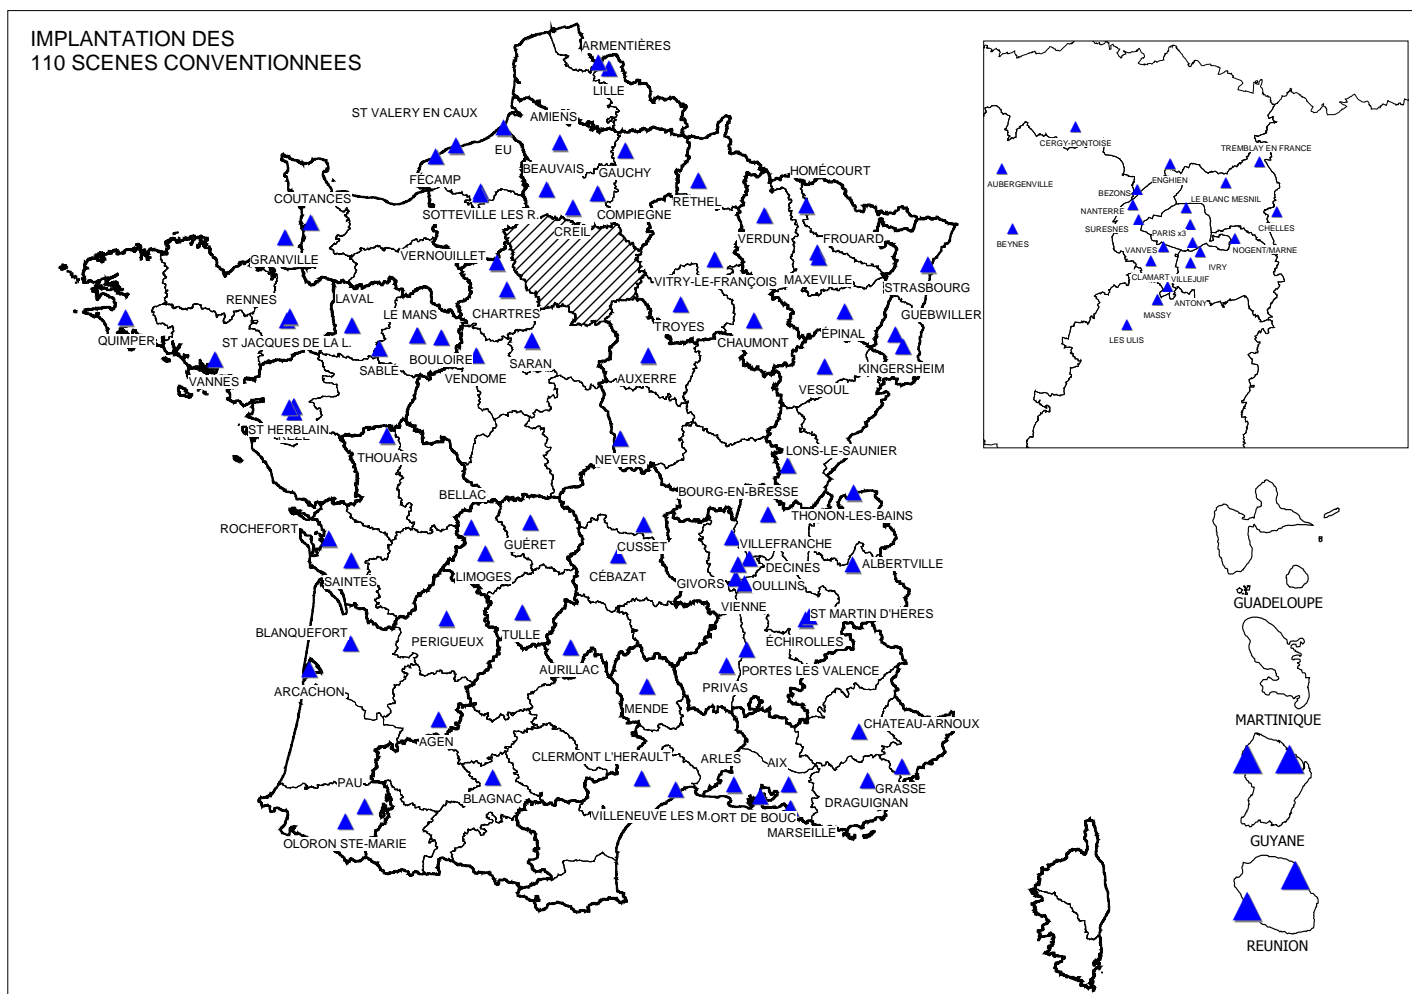 IMPLANTATION DES
110 SCENES CONVENTIONNEES
ARMENTIÈRES
LILLE
ST VALERY EN CAUX
AMIENS
EU
BEAUVAIS
GAUCHY
FÉCAMP
HOMÉCOURT
COUTANCES
SOTTEVILLE LES R.
COMPIEGNE
RETHEL
CREIL
VERDUN
FROUARD
GRANVILLE
VERNOUILLET
VITRY-LE-FRANÇOIS
MAXEVILLE
STRASBOURG
RENNES
LAVAL
LE MANS
CHARTRES
TROYES
CHAUMONT
ÉPINAL
GUEBWILLER
QUIMPER
ST JACQUES DE LA L.
SABLÉ
BOULOIRE
VENDOME
SARAN
AUXERRE
VESOUL
KINGERSHEIM
VANNES
ST HERBLAIN
THOUARS
NEVERS
LONS-LE-SAUNIER
BELLAC
BOURG-EN-BRESSE
THONON-LES-BAINS
ROCHEFORT
GUÉRET
CUSSET
VILLEFRANCHE
SAINTES
LIMOGES
CÉBAZAT
GIVORS
DECINES
OULLINS
ALBERTVILLE
VIENNE
ST MARTIN D'HERES
BLANQUEFORT
PERIGUEUX
TULLE
ÉCHIROLLES
AURILLAC
PORTES LES VALENCE
ARCACHON
PRIVAS
MENDE
CHATEAU-ARNOUX
AGEN
CLERMONT L'HERAULT
ARLES
AIX
PAU
BLAGNAC
GRASSE
DRAGUIGNAN
VILLENEUVE LES M.
ORT DE BOUC
MARSEILLE
OLORON STE-MARIE
CERGY-PONTOISE
TREMBLAY EN FRANCE
AUBERGENVILLE
ENGHIEN
BEZONS
LE BLANC MESNIL
NANTERRE
SURESNES
PARIS x3
CHELLES
BEYNES
VANVES
NOGENT/MARNE
IVRY
CLAMART
VILLEJUIF
ANTONY
MASSY
LES ULIS
GUADELOUPE
MARTINIQUE
GUYANE
REUNION